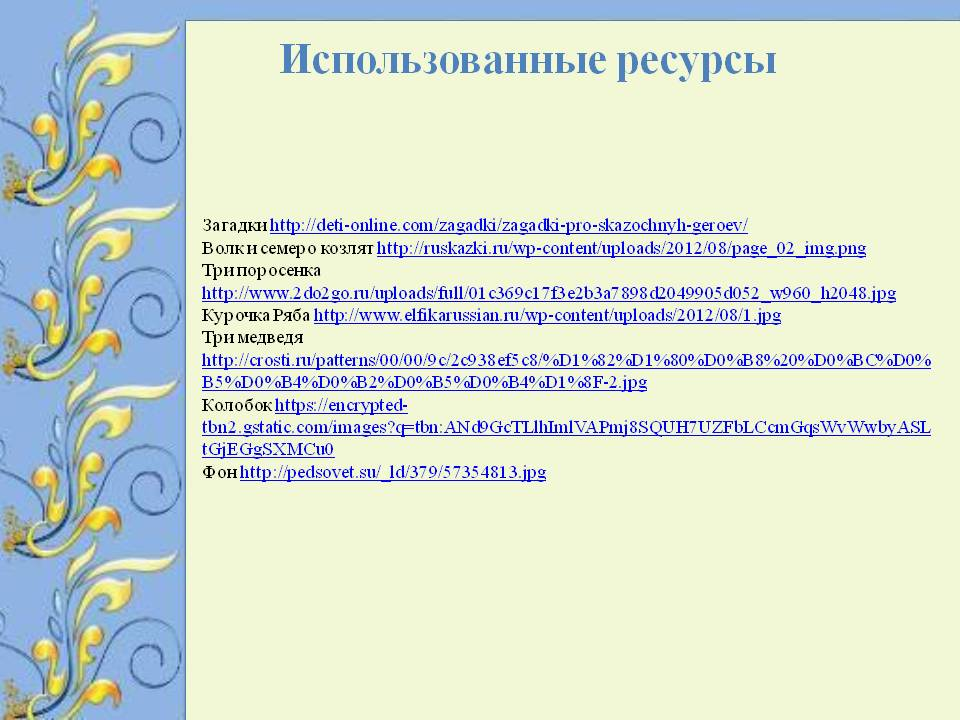 Использованные ресурсы
Загадки http://deti-online.com/zagadki/zagadki-pro-skazochnyh-geroev/
Волк и семеро козлят http://ruskazki.ru/wp-content/uploads/2012/08/page_02_img.png
Три поросенка
http://www.2do2go.ru/uploads/full/01c369c17f3e2b3a7898d2049905d052_w960_h2048.jpg
Курочка Ряба http://www.elfikarussian.ru/wp-content/uploads/2012/08/1.jpg
Три медведя
http://crosti.ru/patterns/00/00/9c/2c938ef5c8/%D1%82%D1%80%D0%B8%20%D0%BC%D0%
B5%D0%B4%D0%B2%D0%B5%D0%B4%D1%8F-2.jpg
Колобок https://encrypted-
tbn2.gstatic.com/images?q=tbn:ANd9GcTLlhImlVAPmj8SQUH7UZFbLCcmGqsWvWwbyASL
tGjEGgSXMCu0
Фон http://pedsovet.su/_ld/379/57354813.jpg